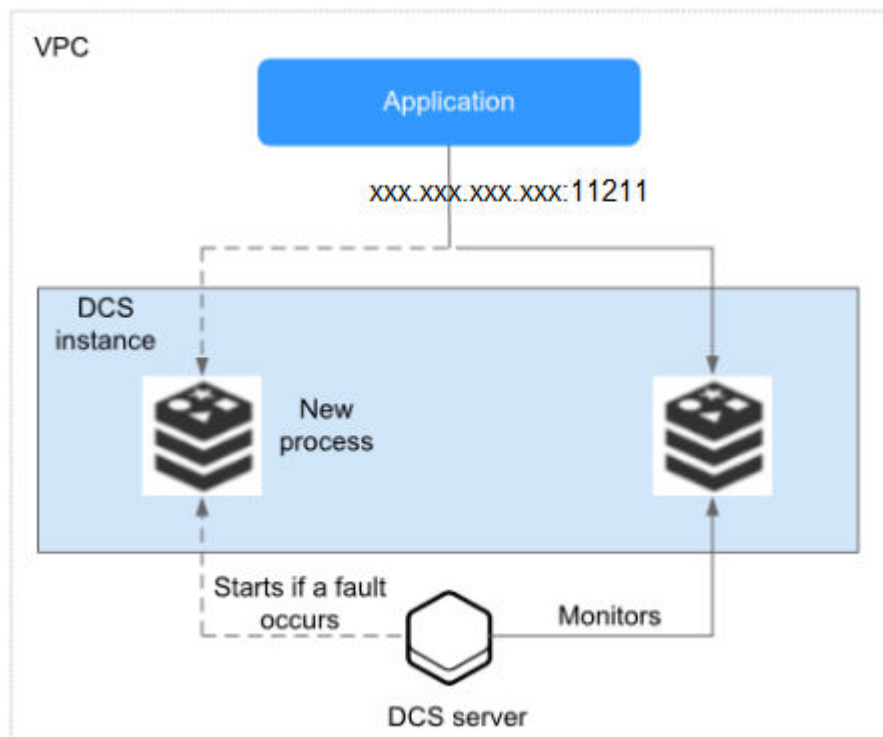 VPC
Application
xxx.xxx.xxx.xxx:11211
DCS
instance
New
process
Starts if a fault
occurs
Monitors
DCS server